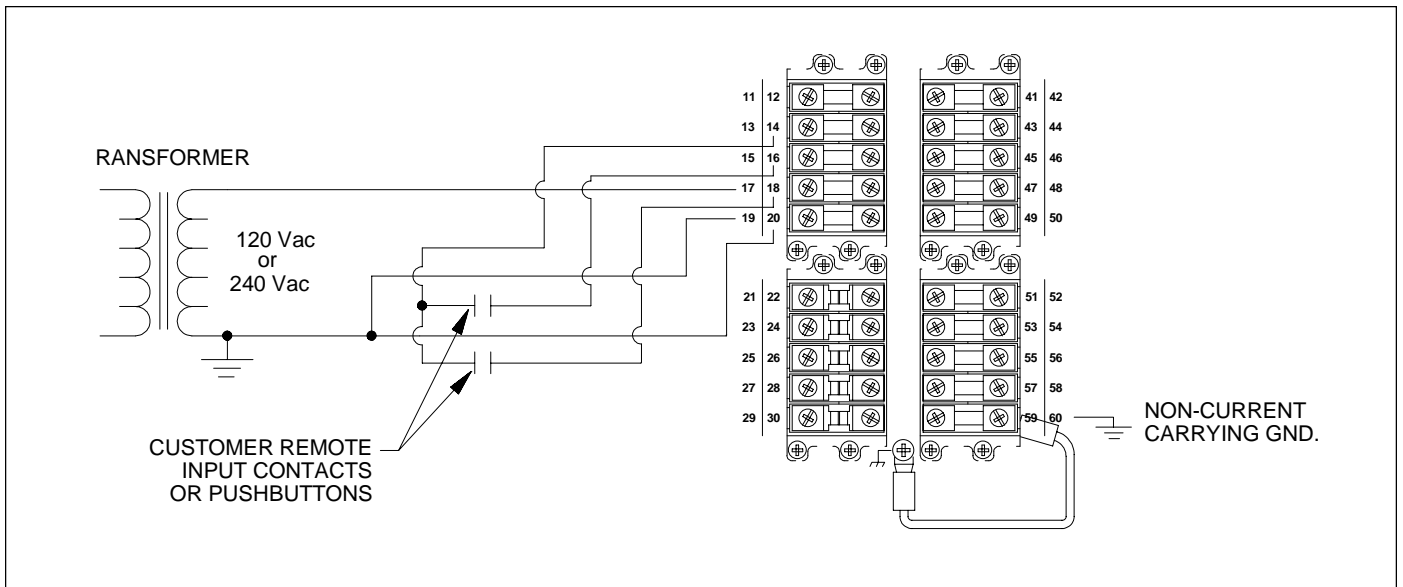 RANSFORMER
120 Vac
or
240 Vac
CUSTOMER REMOTE
INPUT CONTACTS
OR PUSHBUTTONS
11 12
13 14
15 16
17 18
19 20
21 22
23 24
25 26
27 28
29 30
41 42
43 44
45 46
47 48
49 50
51 52
53 54
55 56
57 58
59 60
NON-CURRENT
CARRYING GND.